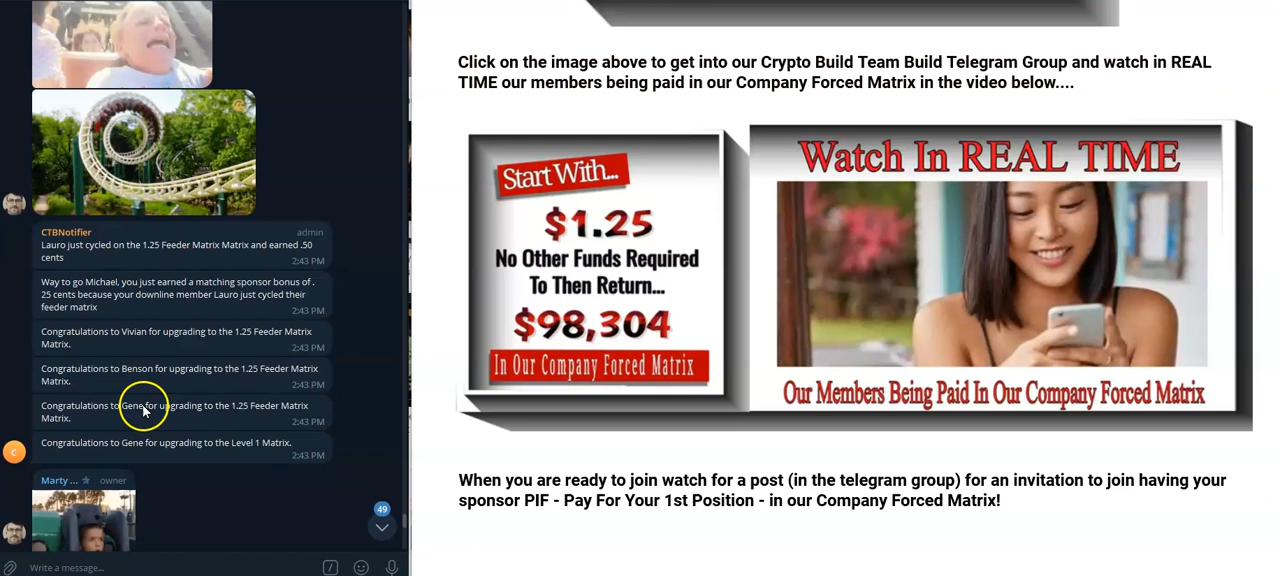 CTBNotifier
admin
Lauro just cycled on the 1.25 Feeder Matrix Matrix and earned .50
cents
2:43 PM
Way to go Michael, you just earned a matching sponsor bonus of .
25 cents because your downline member Lauro just cycled their
feeder matrix
2:43 PM
Congratulations to Vivian for upgrading to the 1.25 Feeder Matrix
Matrix.
2:43 PM
Congratulations to Benson for upgrading to the 1.25 Feeder Matrix
Matrix.
2:43 PM
Congratulations to Gene for upgrading to the 1.25 Feeder Matrix
Matrix.
2:43 PM
Congratulations to Gene for upgrading to the Level 1 Matrix.
2:43 PM
C
Marty ...
owner
49
Write a message...
Click on the image above to get into our Crypto Build Team Build Telegram Group and watch in REAL
TIME our members being paid in our Company Forced Matrix in the video below....
Start With...
$1.25
No Other Funds Required
To Then Return...
$98,304
In Our Company Forced Matrix
Watch In REAL TIME
Our Members Being Paid In Our Company Forced Matrix
When you are ready to join watch for a post (in the telegram group) for an invitation to join having your
sponsor PIF - Pay For Your 1st Position - in our Company Forced Matrix!